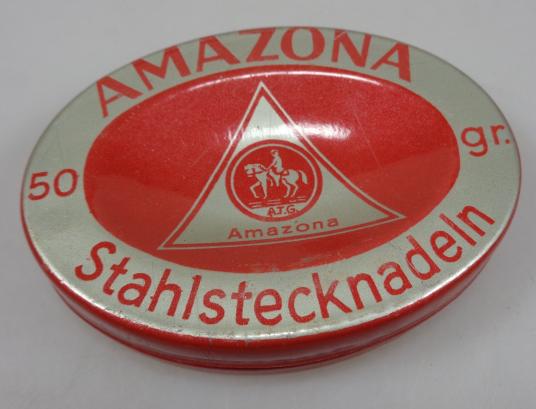 AMAZONA
50 gr.
A.T.G.
Amazona
Stahlstecknadeln